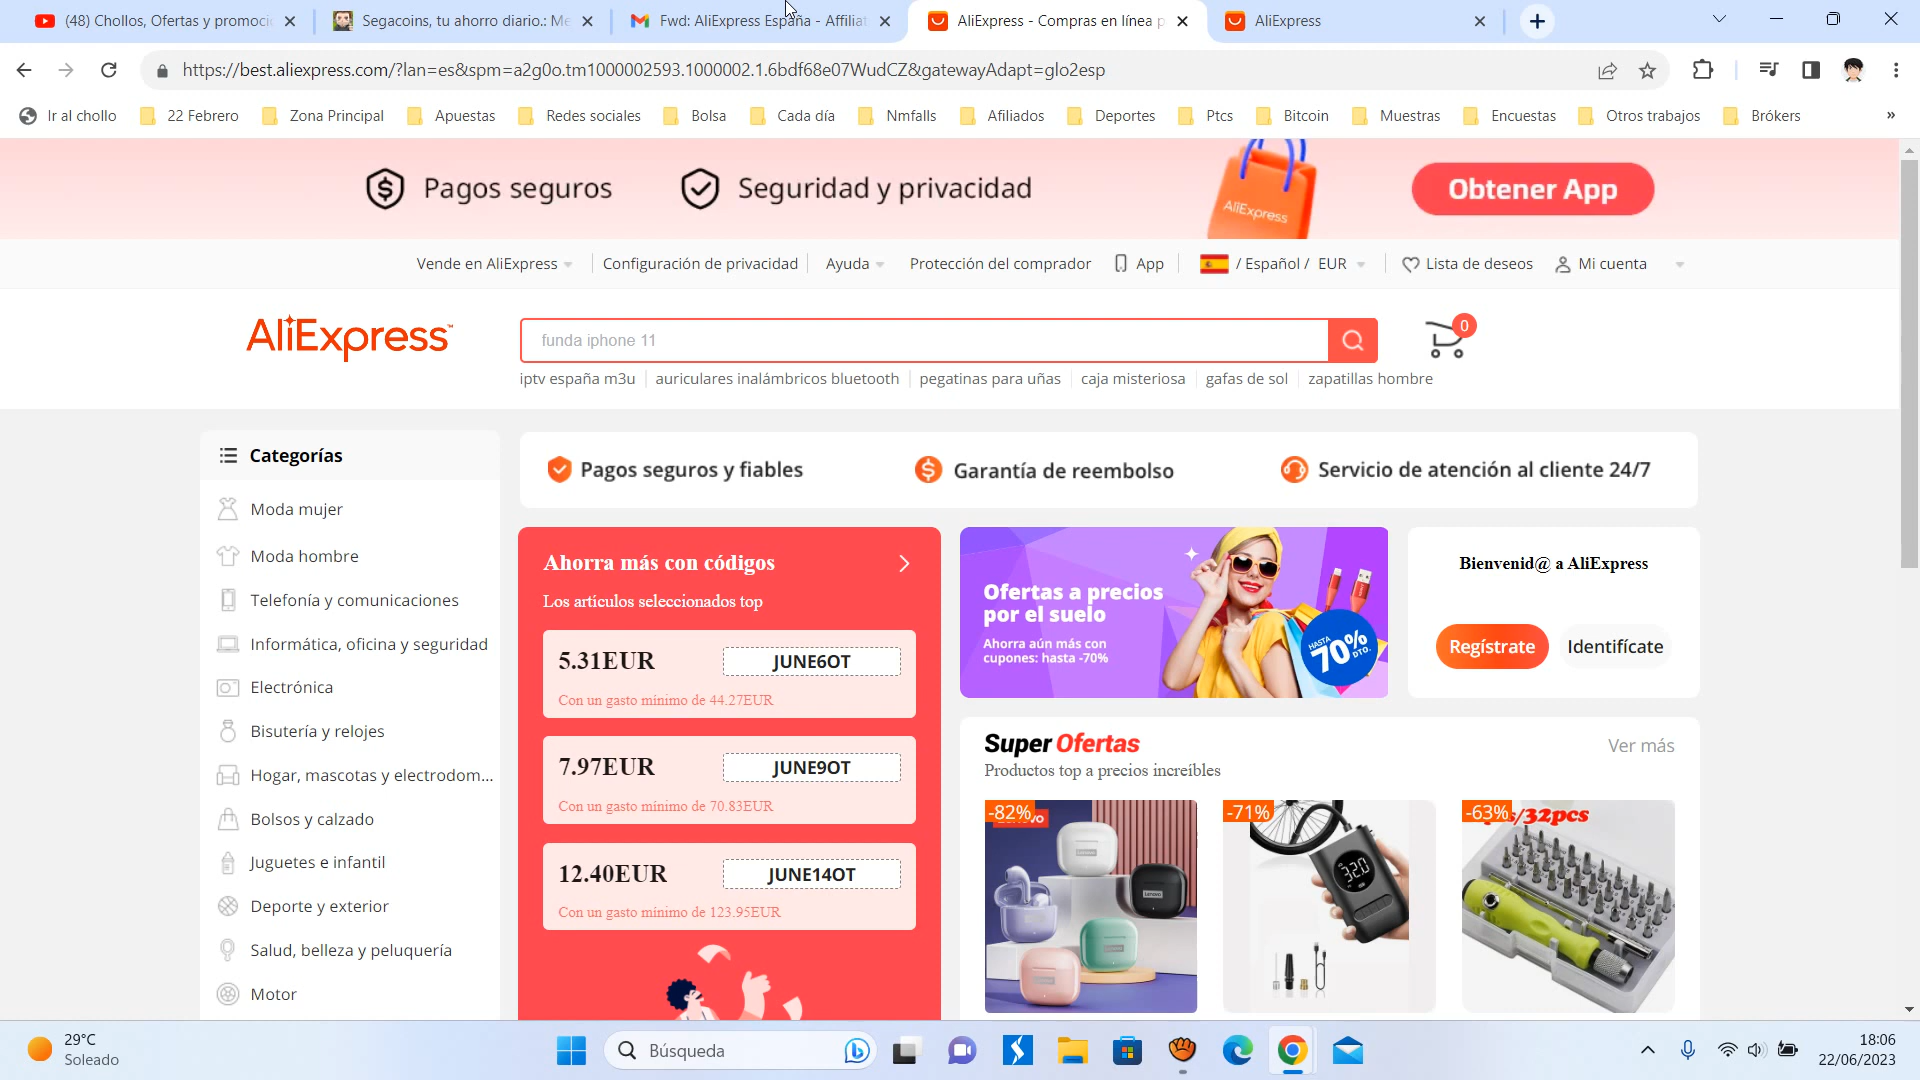 (48) Chollos, Ofertas y promocio
Segacoins, tu ahorro diario.: Me
Fwd: AliExpress España - Affiliat
AliExpress - Compras en línea p
AliExpress
https://best.aliexpress.com/?lan=es&spm=a2g0o.tm1000002593.1000002.1.6bdf68e07WudCZ&gatewayAdapt=glo2esp
Ir al chollo
22 Febrero
Zona Principal
Apuestas
Redes sociales
Bolsa
Cada día
Nmfalls
Afiliados
Deportes
Ptcs
Bitcoin
Muestras
Encuestas
Otros trabajos
Brókers
»
Pagos seguros
Seguridad y privacidad
AliExpress
Obtener App
Vende en AliExpress
Configuración de privacidad
Ayuda
Protección del comprador
App
/ Español / EUR
Lista de deseos
Mi cuenta
AliExpress™
funda iphone 11
0
iptv españa m3u
auriculares inalámbricos bluetooth
pegatinas para uñas
caja misteriosa
gafas de sol
zapatillas hombre
Categorías
Moda mujer
Moda hombre
Telefonía y comunicaciones
Informática, oficina y seguridad
Electrónica
Bisutería y relojes
Hogar, mascotas y electrodom...
Bolsos y calzado
Juguetes e infantil
Deporte y exterior
Salud, belleza y peluquería
Motor
Pagos seguros y fiables
Garantía de reembolso
Servicio de atención al cliente 24/7
Ahorra más con códigos
Los artículos seleccionados top
5.31EUR
JUNE6OT
Con un gasto mínimo de 44.27EUR
7.97EUR
JUNE9OT
Con un gasto mínimo de 70.83EUR
12.40EUR
JUNE14OT
Con un gasto mínimo de 123.95EUR
Ofertas a precios
por el suelo
Ahorra aún más con
cupones: hasta -70%
HASTA
70%
DTO.
Bienvenid@ a AliExpress
Regístrate
Identifícate
Super Ofertas
Ver más
Productos top a precios increíbles
-82%
-71%
32.0
-63%
/32pcs
29°C
Soleado
Búsqueda
18:06
22/06/2023